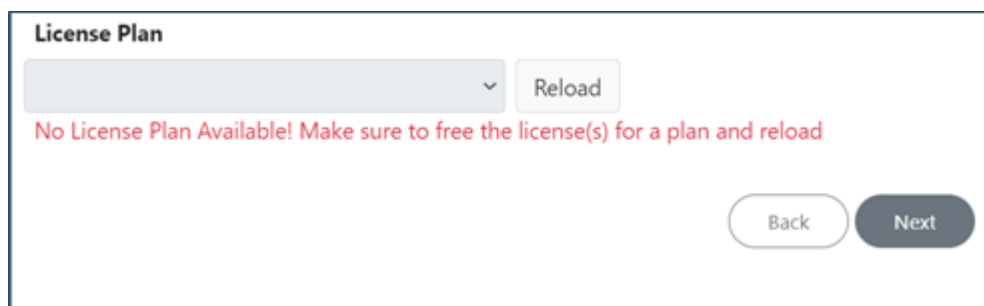 License Plan
Reload
No License Plan Available! Make sure to free the license(s) for a plan and reload
Back
Next